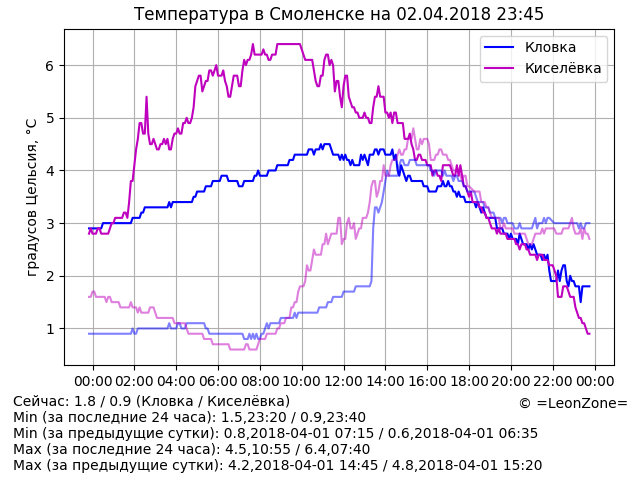 Температура в Смоленске на 02.04.2018 23:45
Кловка
Киселёвка
градусов Цельсия, °C
6
5
4
3
2
1
00:00 02:00 04:00 06:00 08:00 10:00 12:00 14:00 16:00 18:00 20:00 22:00 00:00
Сейчас: 1.8 / 0.9 (Кловка / Киселёвка)
© =LeonZone=
Min (за последние 24 часа): 1.5,23:20 / 0.9,23:40
Min (за предыдущие сутки): 0.8,2018-04-01 07:15 / 0.6,2018-04-01 06:35
Max (за последние 24 часа): 4.5,10:55 / 6.4,07:40
Max (за предыдущие сутки): 4.2,2018-04-01 14:45 / 4.8,2018-04-01 15:20